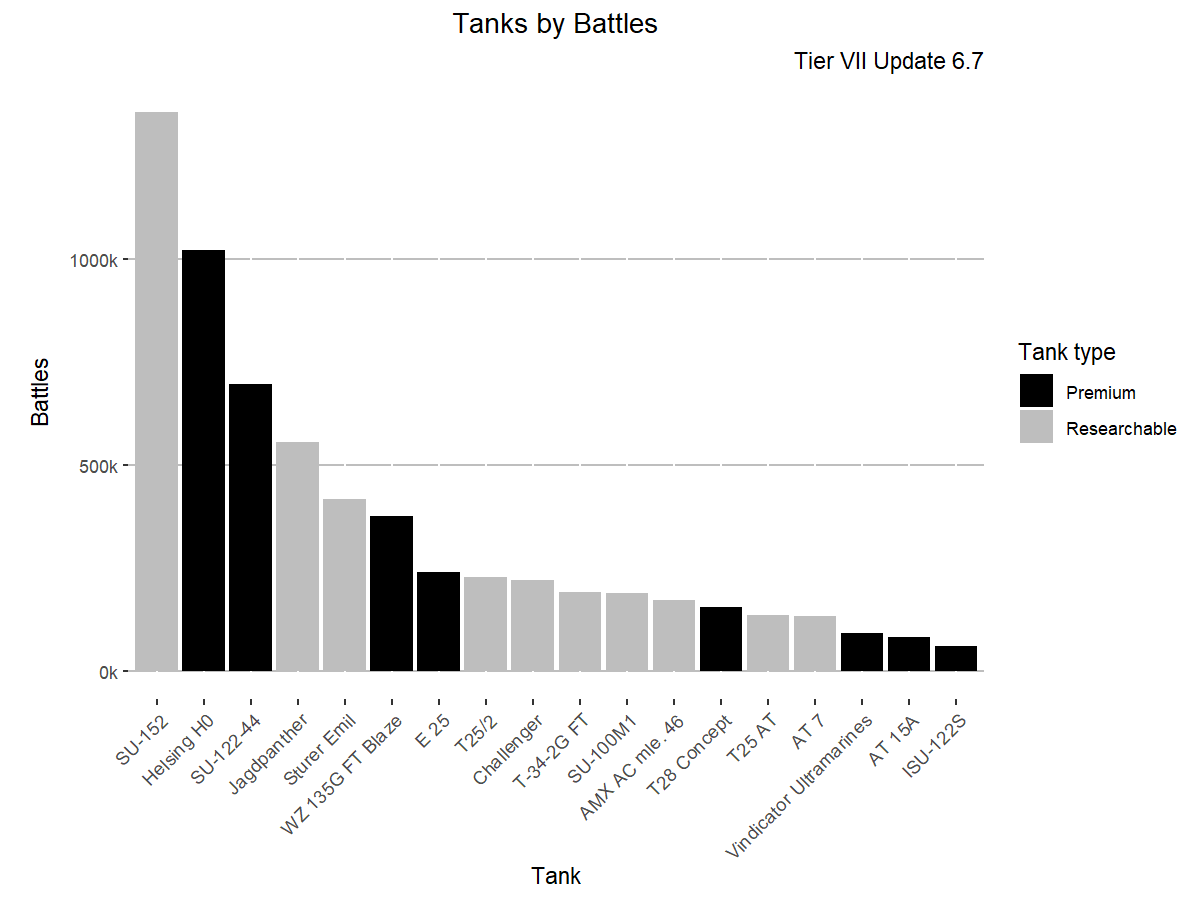 Tanks by Battles
Tier VII Update 6.7
Battles
1000k
500k
0k
SU-152
Helsing H0
SU-122-44
Jagdpanther
Sturer Emil
WZ 135G FT Blaze
E 25
T25/2
Challenger
T-34-2G FT
SU-100M1
AMX AC mle. 46
T28 Concept
T25 AT
AT 7
Vindicator Ultramarines
AT 15A
ISU-122S
Tank
Tank type
Premium
Researchable